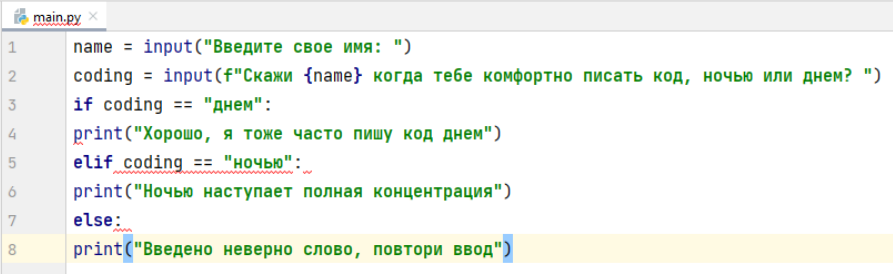 main.py
1 name = input("Введите свое имя: ")
2 coding = input(f"Скажи {name} когда тебе комфортно писать код, ночью или днем? ")
3 if coding == "днем":
4 print("Хорошо, я тоже часто пишу код днем")
5 elif coding == "ночью":
6 print("Ночью наступает полная концентрация")
7 else:
8 print("Введено неверно слово, повтори ввод")